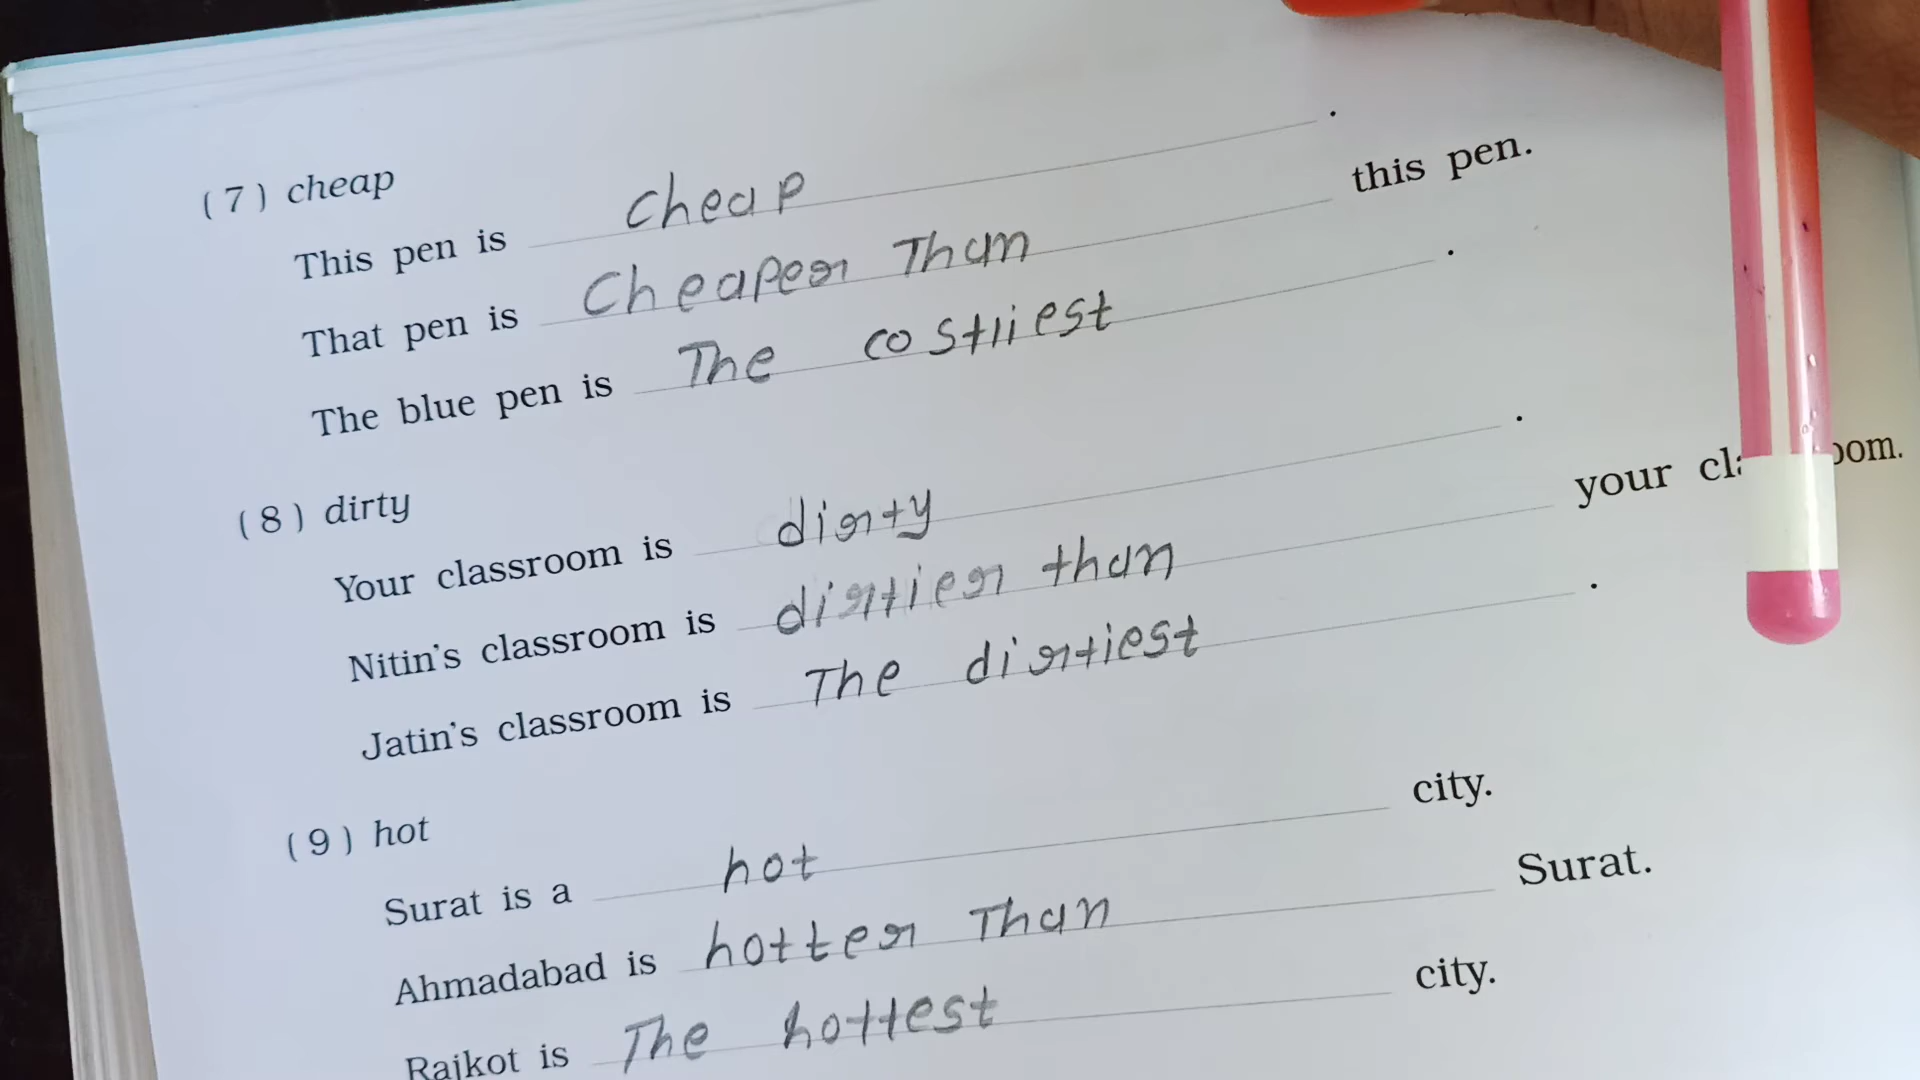 (7) cheap
This pen is cheap .
That pen is Cheaper Than this pen.
The blue pen is The costliest .
(8) dirty
Your classroom is dirty .
Nitin's classroom is dirtier than your
Jatin's classroom is The dirtiest .
(9) hot
Surat is a hot city.
Ahmadabad is hotter Than Surat.
Rajkot is The hottest city.